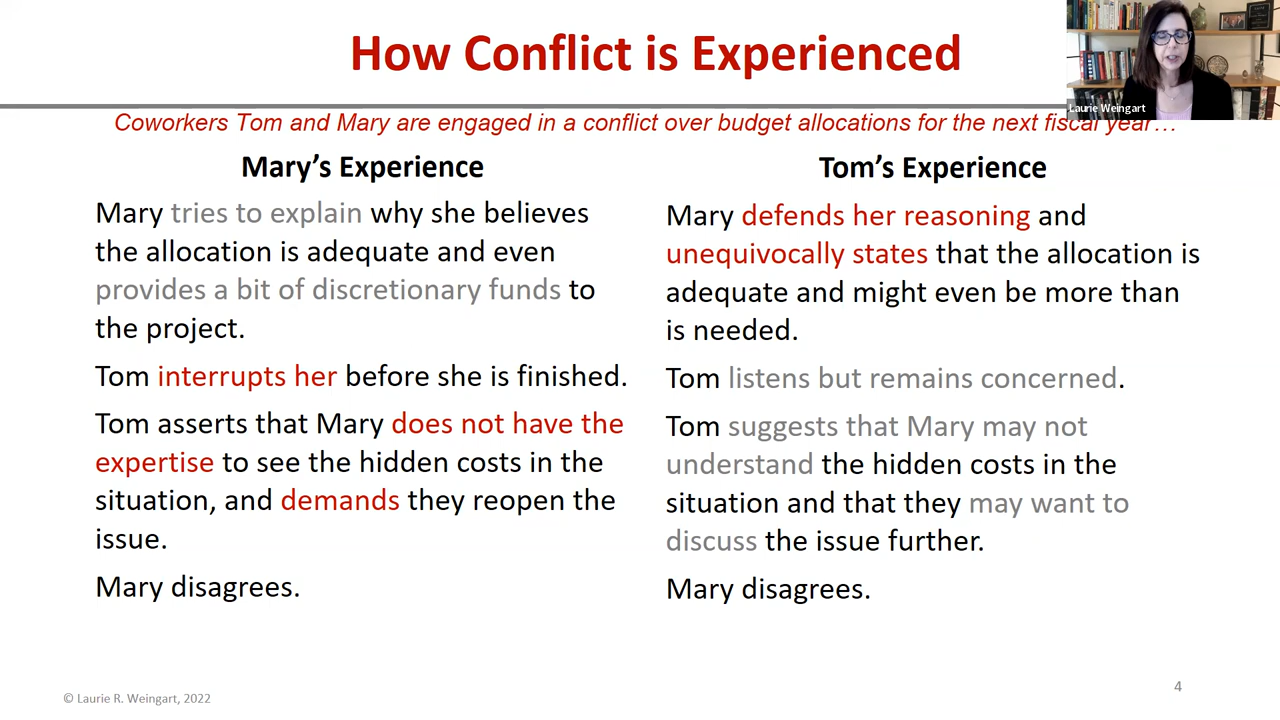 How Conflict is Experienced
Laurie Weingart
Coworkers Tom and Mary are engaged in a conflict over budget allocations for the next fiscal year…
Mary’s Experience
Mary tries to explain why she believes
the allocation is adequate and even
provides a bit of discretionary funds to
the project.
Tom interrupts her before she is finished.
Tom asserts that Mary does not have the
expertise to see the hidden costs in the
situation, and demands they reopen the
issue.
Mary disagrees.
Tom’s Experience
Mary defends her reasoning and
unequivocally states that the allocation is
adequate and might even be more than
is needed.
Tom listens but remains concerned.
Tom suggests that Mary may not
understand the hidden costs in the
situation and that they may want to
discuss the issue further.
Mary disagrees.
© Laurie R. Weingart, 2022
4